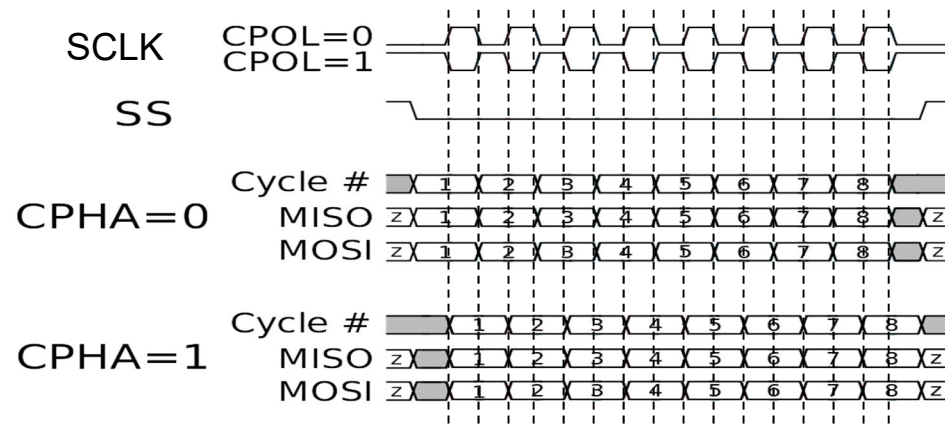 SCLK CPOL=0
CPOL=1
SS
Cycle # 1 2 3 4 5 6 7 8
CPHA=0 MISO z 1 2 3 4 5 6 7 8 z
MOSI z 1 2 3 4 5 6 7 8 z
Cycle # 1 2 3 4 5 6 7 8
CPHA=1 MISO z 1 2 3 4 5 6 7 8 z
MOSI z 1 2 3 4 5 6 7 8 z